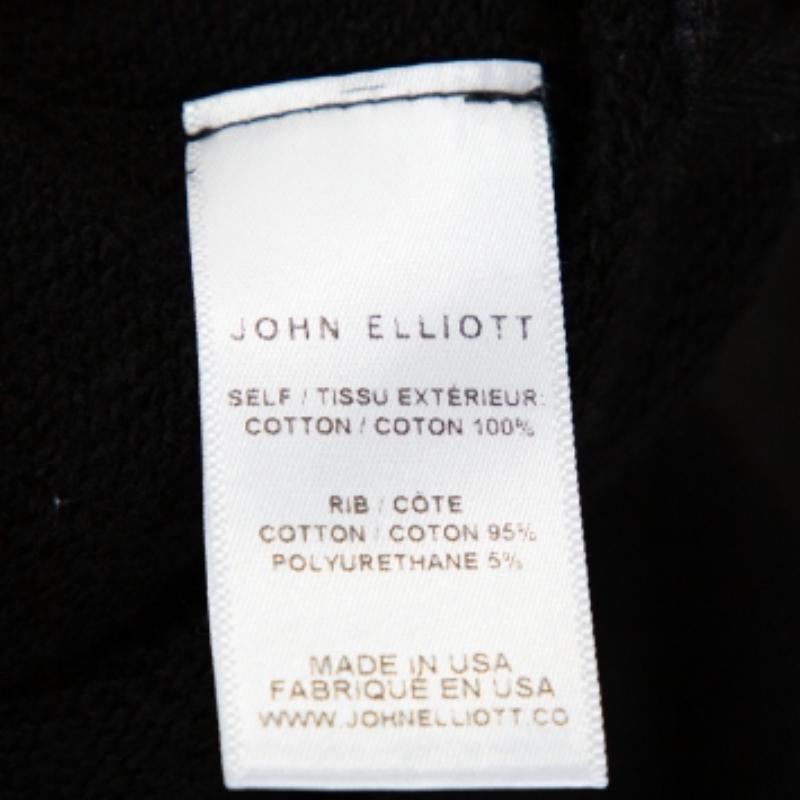 JOHN ELLIOTT
SELF / TISSU EXTÉRIEUR:
COTTON / COTON 100%
RIB / CÔTE
COTTON / COTON 95%
POLYURETHANE 5%
MADE IN USA
FABRIQUÉ EN USA
WWW.JOHNELLIOTT.CO